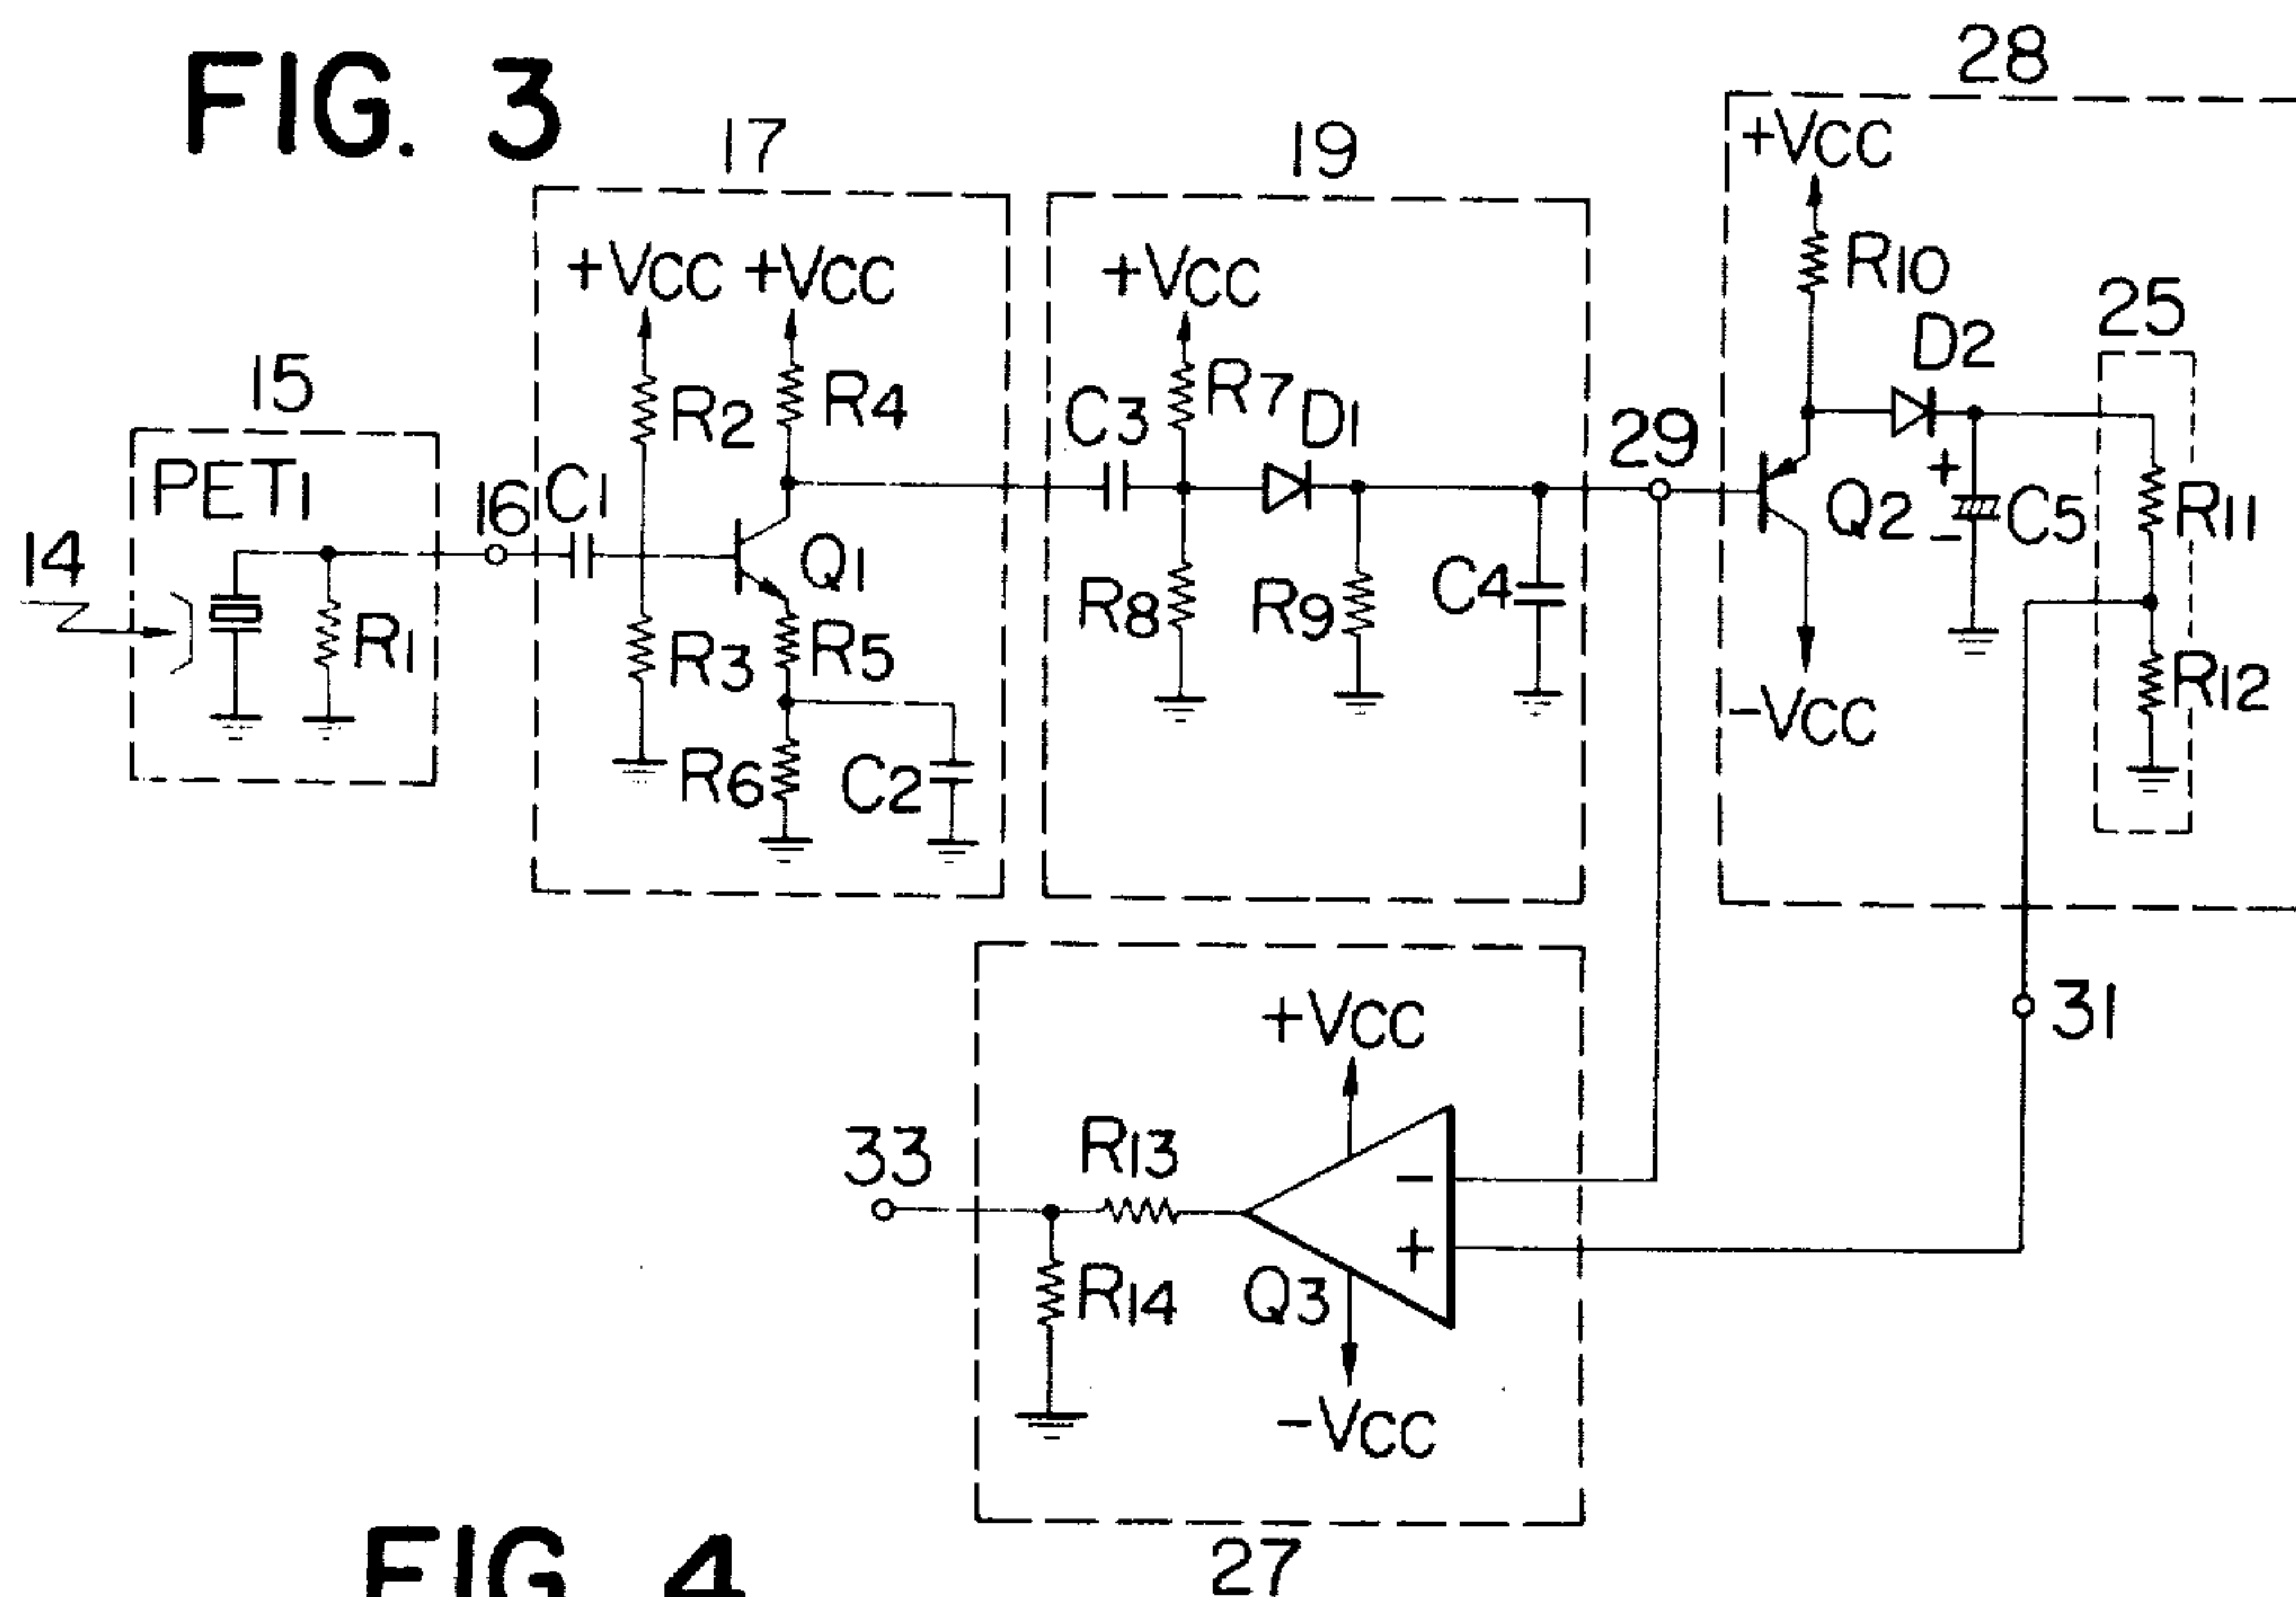 FIG. 3
28
17
19
+VCC
+VCC +VCC
+VCC
R10
25
15
D2
R2
R4
C3
R7
D1
29
PET1
16
C1
+
-
C5
Q2
R11
14
Q1
R1
R3
R5
R8
R9
C4
R12
-VCC
R6
C2
31
+VCC
33
R13
-
+
R14
Q3
-VCC
27
FIG. 4